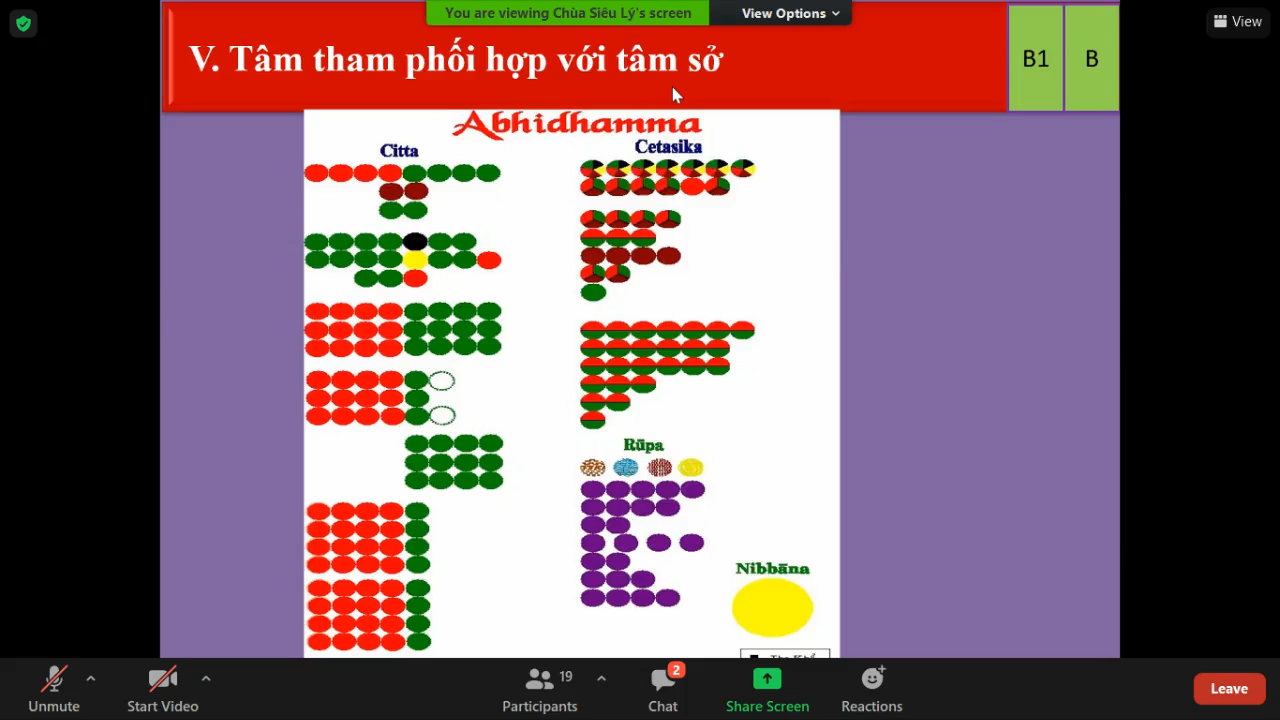 You are viewing Chùa Siêu Lý's screen
View Options
View
V. Tâm tham phối hợp với tâm sở
B1
B
Abhidhamma
Citta
Cetasika
Rūpa
Nibbāna
19
2
Unmute
Start Video
Participants
Chat
Share Screen
Reactions
Leave